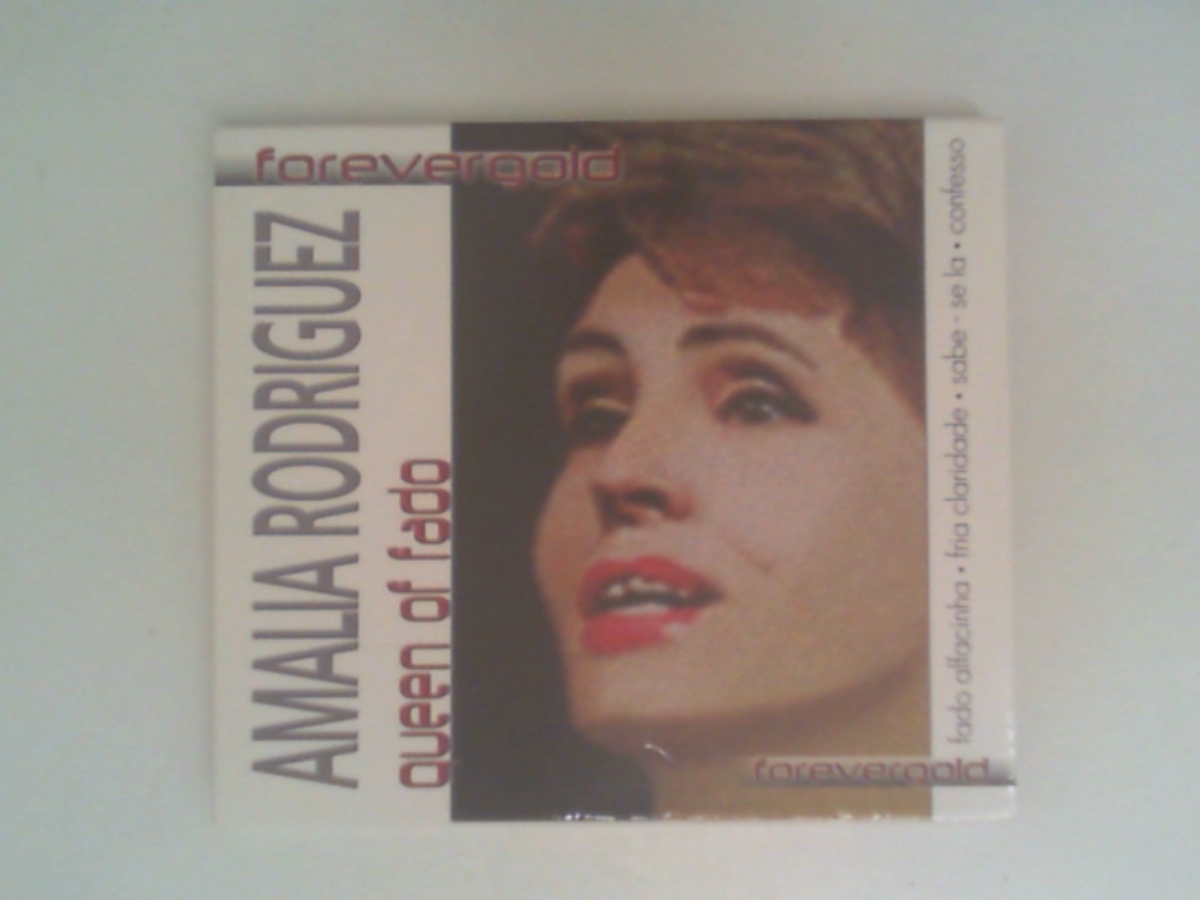 forevergold
AMALIA RODRIGUEZ
queen of fado
fado alfacinha • fria claridade • sabe - se la • confesso
forevergold